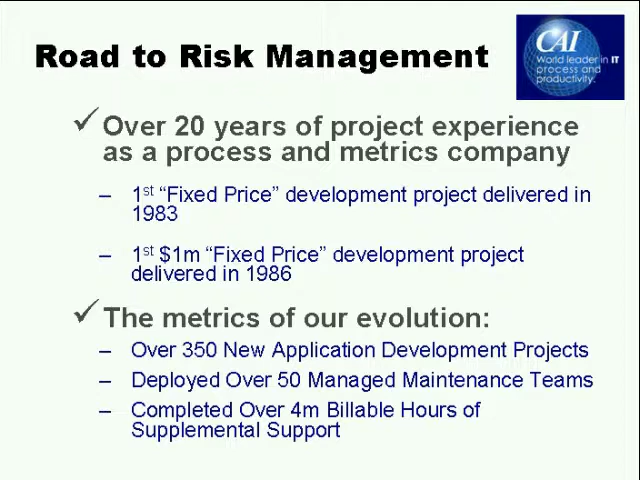 Road to Risk Management
CAI
World leader in IT
process and
productivity.
✓ Over 20 years of project experience
as a process and metrics company
– 1st “Fixed Price” development project delivered in
1983
– 1st $1m “Fixed Price” development project
delivered in 1986
✓ The metrics of our evolution:
– Over 350 New Application Development Projects
– Deployed Over 50 Managed Maintenance Teams
– Completed Over 4m Billable Hours of
Supplemental Support